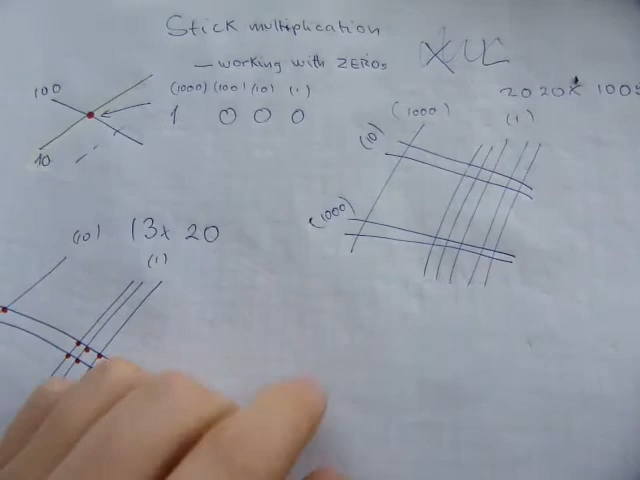 Stick multiplication
— working with ZEROs
100
(1000) (100) (10) (1)
1 0 0 0
10
2020 x 1005
(1000)
(1)
(10)
(1000)
13 x 20
(10)
(1)